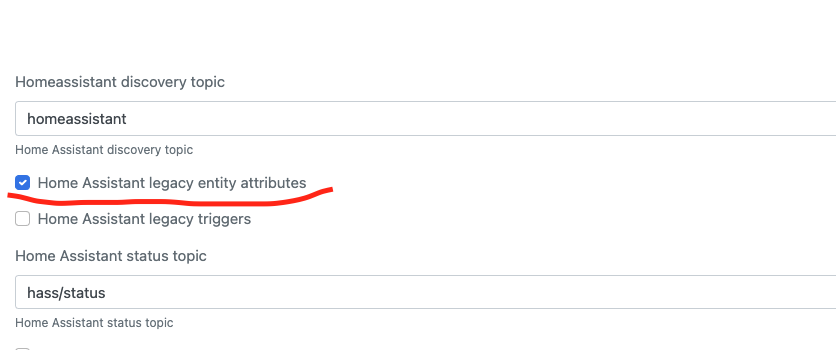 Homeassistant discovery topic
homeassistant
Home Assistant discovery topic
Home Assistant legacy entity attributes
Home Assistant legacy triggers
Home Assistant status topic
hass/status
Home Assistant status topic